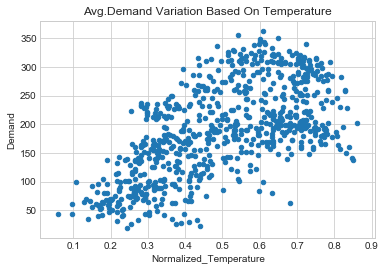 Avg.Demand Variation Based On Temperature
350
300
250
200
150
100
50
Demand
0.1 0.2 0.3 0.4 0.5 0.6 0.7 0.8 0.9
Normalized_Temperature